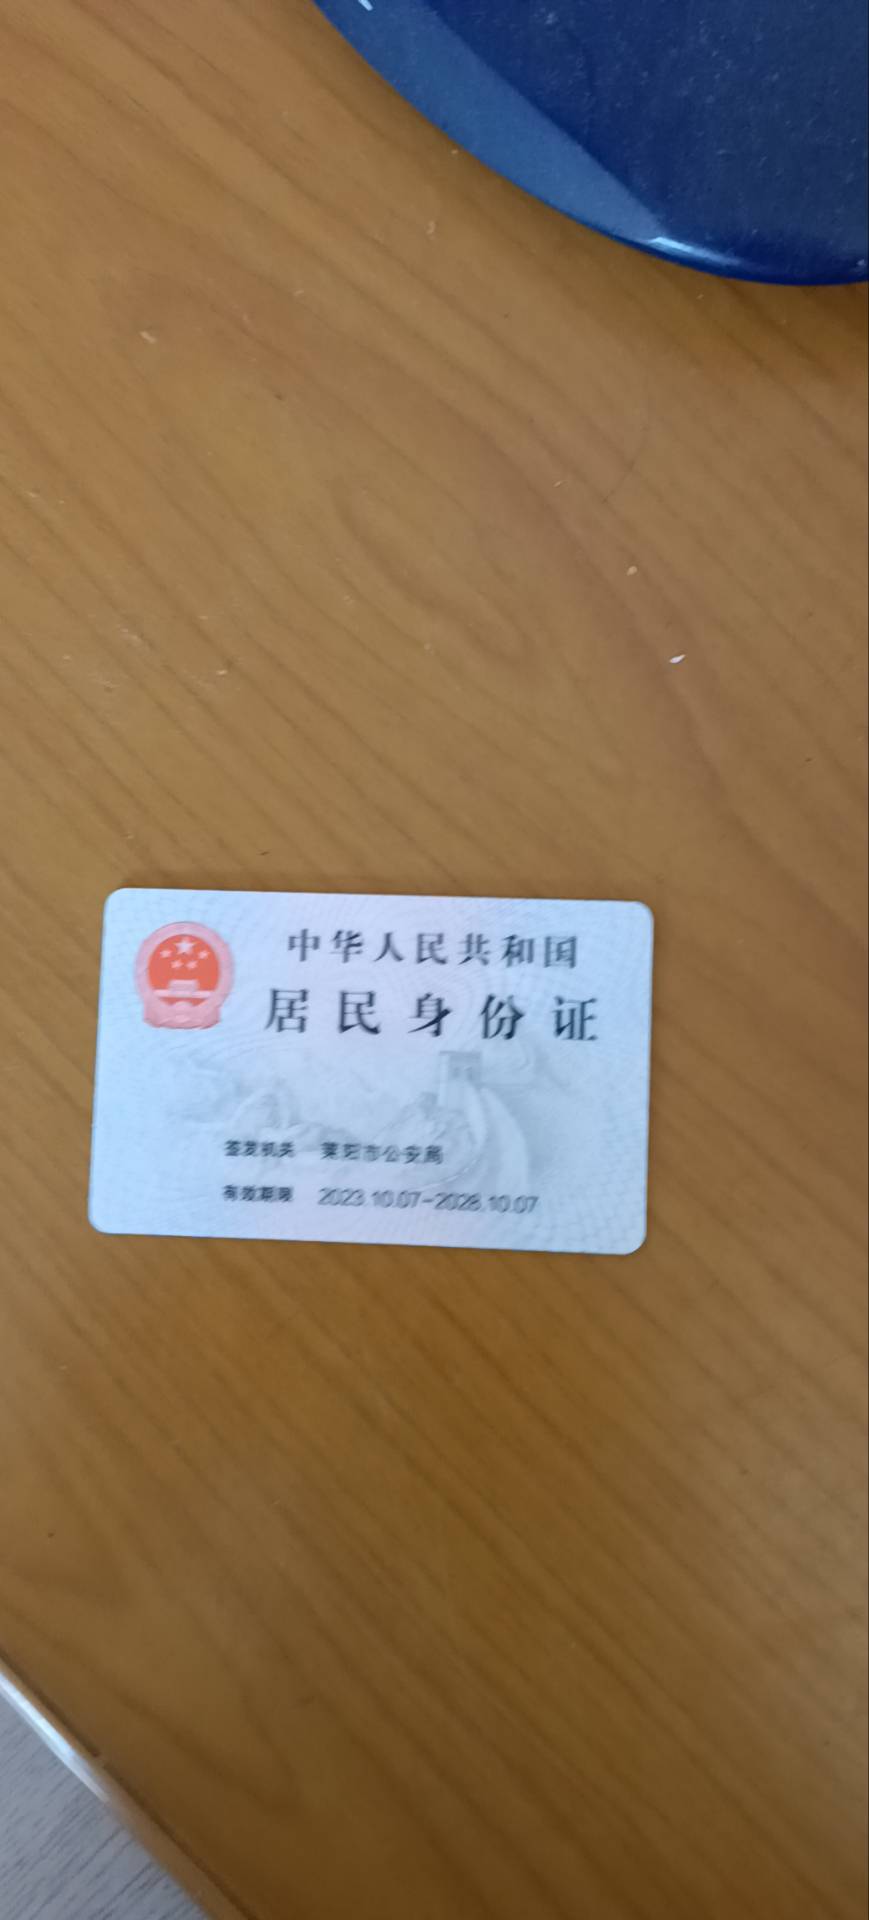 中华人民共和国
居民身份证
签发机关 莱阳市公安局
有效期限 2023.10.07-2028.10.07